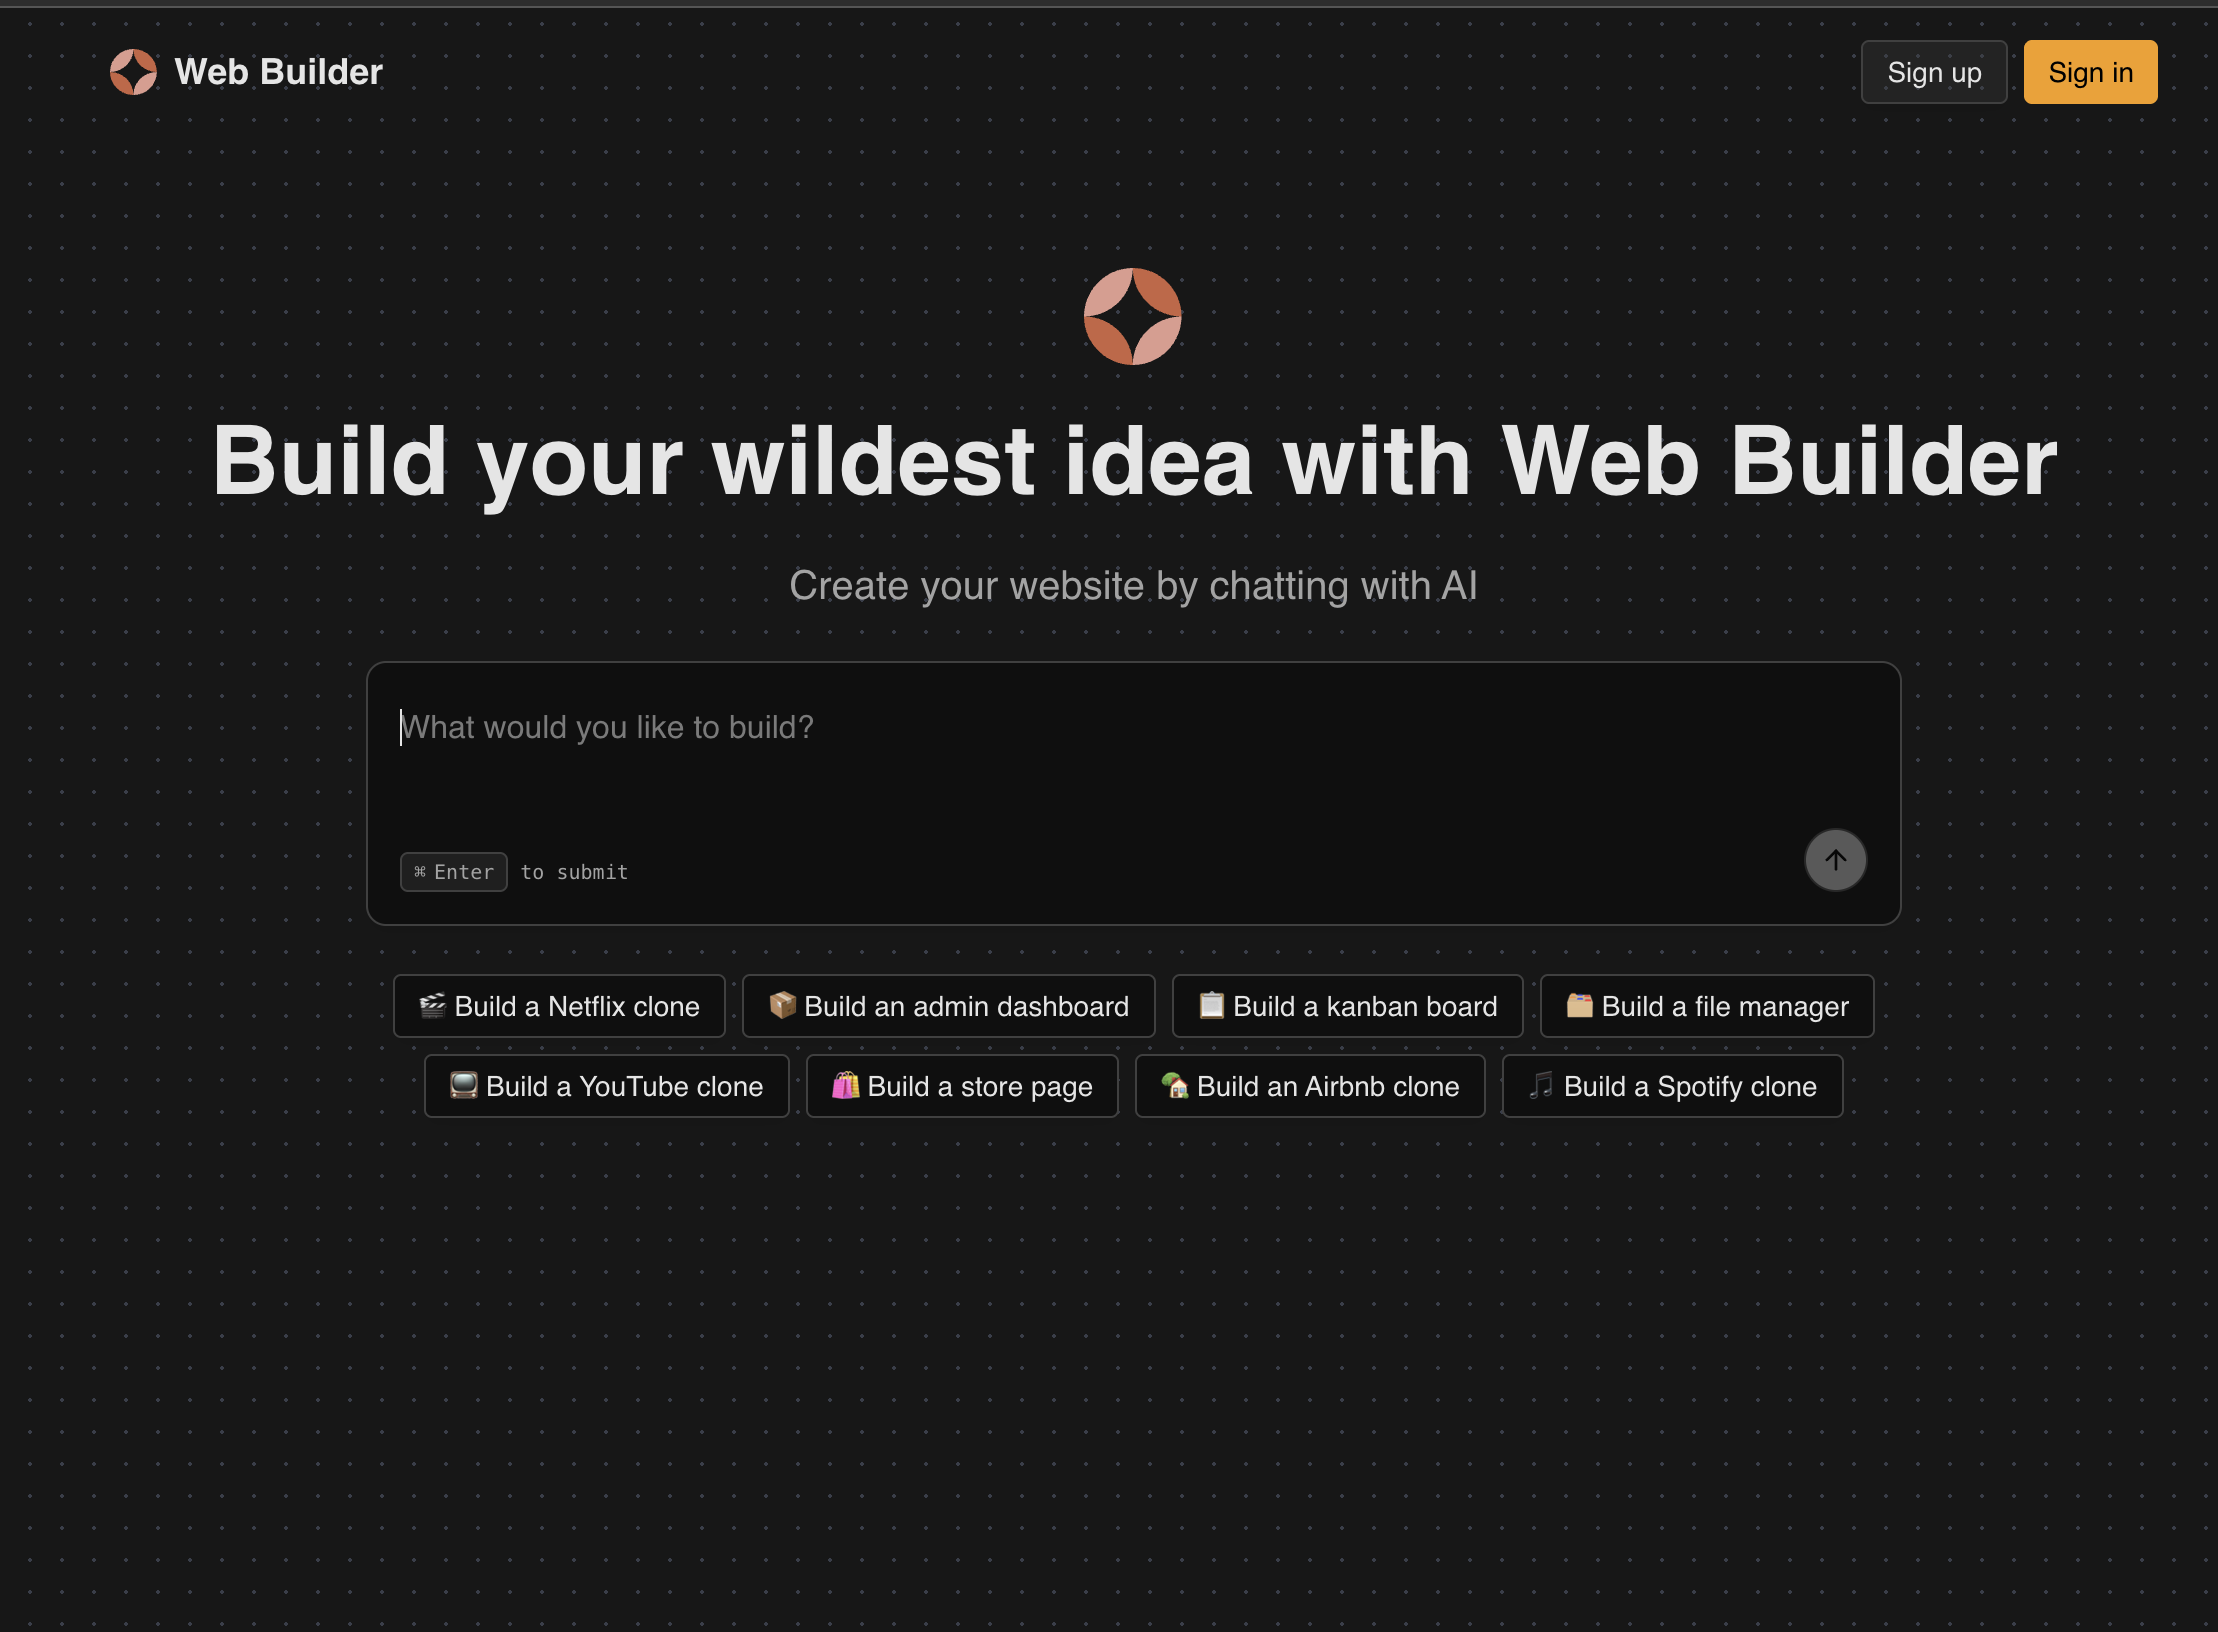 Web Builder
Sign up
Sign in
Build your wildest idea with Web Builder
Create your website by chatting with AI
What would you like to build?
⌘ Enter to submit
🎬 Build a Netflix clone
📦 Build an admin dashboard
📋 Build a kanban board
🗂️ Build a file manager
📺 Build a YouTube clone
🛍️ Build a store page
🏡 Build an Airbnb clone
🎵 Build a Spotify clone